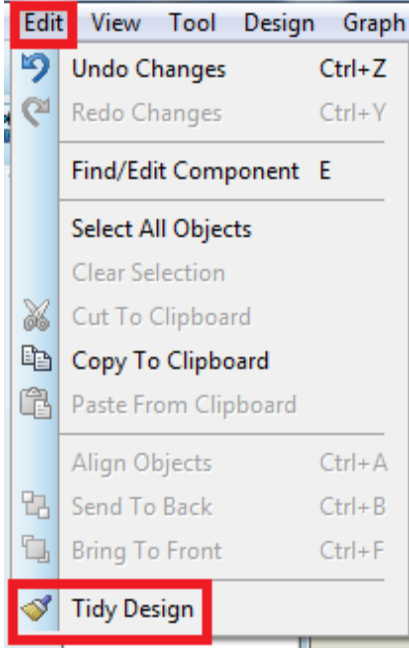 Edit View Tool Design Graph
Undo Changes Ctrl+Z
Redo Changes Ctrl+Y
Find/Edit Component E
Select All Objects
Clear Selection
Cut To Clipboard
Copy To Clipboard
Paste From Clipboard
Align Objects Ctrl+A
Send To Back Ctrl+B
Bring To Front Ctrl+F
Tidy Design